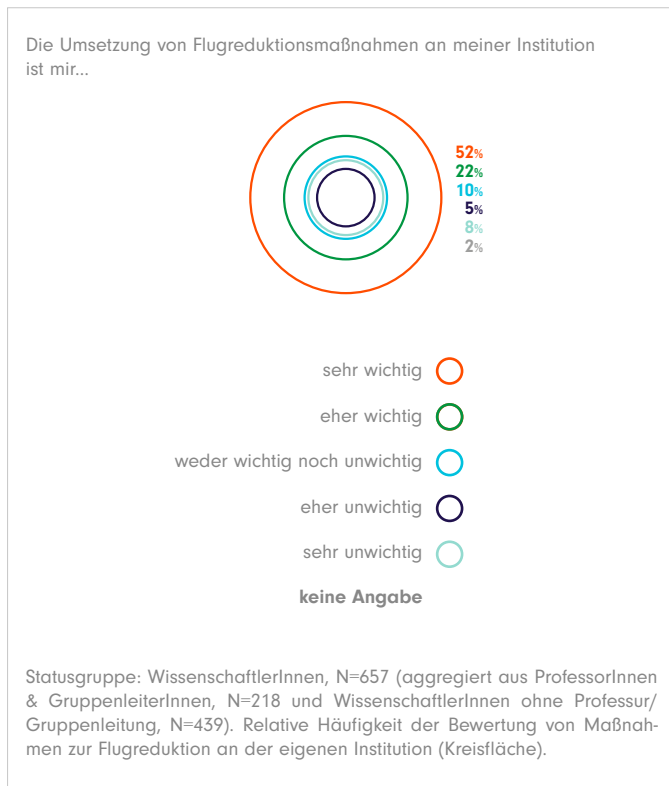 Die Umsetzung von Flugreduktionsmaßnahmen an meiner Institution
ist mir...
52%
22%
10%
5%
8%
2%
sehr wichtig
eher wichtig
weder wichtig noch unwichtig
eher unwichtig
sehr unwichtig
keine Angabe
Statusgruppe: WissenschaftlerInnen, N=657 (aggregiert aus ProfessorInnen
& GruppenleiterInnen, N=218 und WissenschaftlerInnen ohne Professur/
Gruppenleitung, N=439). Relative Häufigkeit der Bewertung von Maßnah-
men zur Flugreduktion an der eigenen Institution (Kreisfläche).